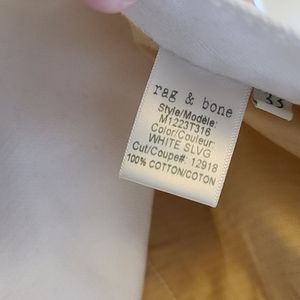 rag & bone
Style/Modèle:
M1223T316
Color/Couleur:
WHITE SLVG
Cut/Coupe#: 12918
100% COTTON/COTON
33